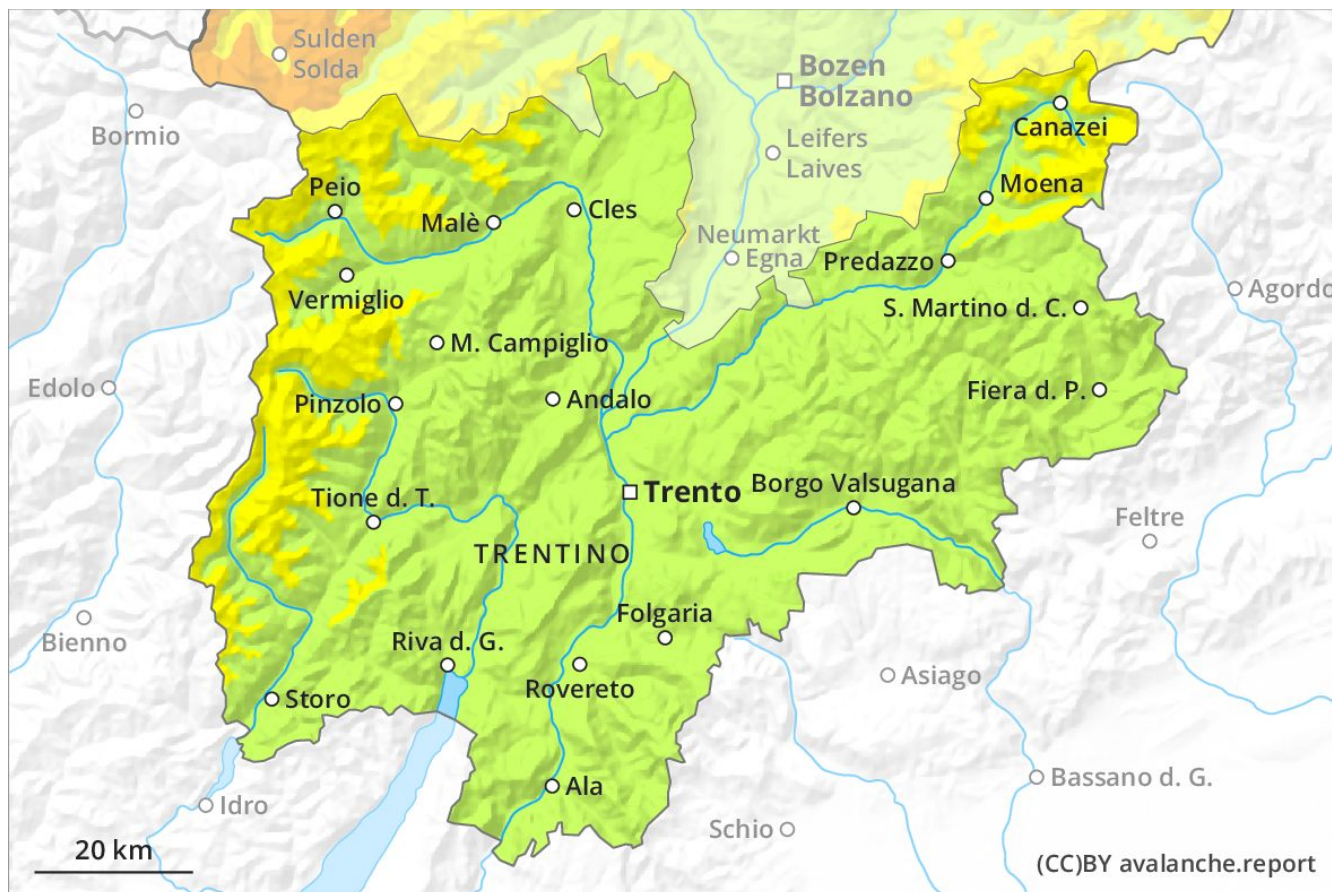 Sulden
Solda
Bozen
Bolzano
Bormio
Canazei
Leifers
Laives
Peio
Moena
Malè
Cles
Neumarkt
Egna
Predazzo
Vermiglio
Agordo
S. Martino d. C.
M. Campiglio
Edolo
Andalo
Fiera d. P.
Pinzolo
Trento
Borgo Valsugana
Tione d. T.
Feltre
TRENTINO
Folgaria
Bienno
Riva d. G.
Asiago
Rovereto
Storo
Bassano d. G.
Ala
Idro
Schio
20 km
(CC)BY avalanche.report